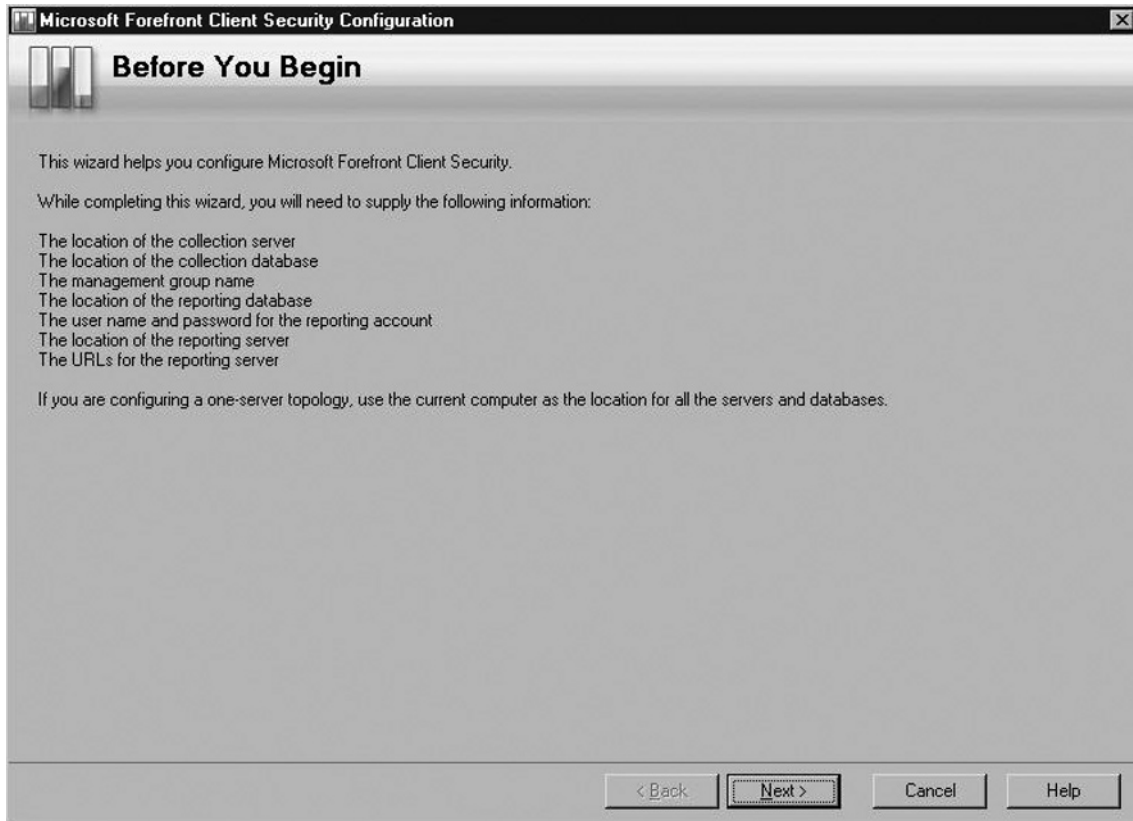 Microsoft Forefront Client Security Configuration
Before You Begin
This wizard helps you configure Microsoft Forefront Client Security.
While completing this wizard, you will need to supply the following information:
The location of the collection server
The location of the collection database
The management group name
The location of the reporting database
The user name and password for the reporting account
The location of the reporting server
The URLs for the reporting server
If you are configuring a one-server topology, use the current computer as the location for all the servers and databases.
< Back Next > Cancel Help